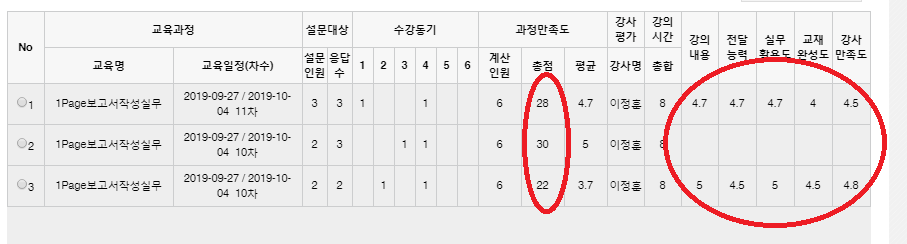 No 교육과정 설문대상 수강동기 과정만족도 강사평가 강의시간 강의내용 전달능력 실무활용도 교재완성도 강사만족도
교육명 교육일정(차수) 설문인원 응답수 1 2 3 4 5 6 계산인원 총점 평균 강사명 총합
1 1Page보고서작성실무 2019-09-27 / 2019-10-04 11차 3 3 1 1 6 28 4.7 이정훈 8 4.7 4.7 4.7 4 4.5
2 1Page보고서작성실무 2019-09-27 / 2019-10-04 10차 2 3 1 1 6 30 5 이정훈 8
3 1Page보고서작성실무 2019-09-27 / 2019-10-04 10차 2 2 1 1 6 22 3.7 이정훈 8 5 4.5 5 4.5 4.8